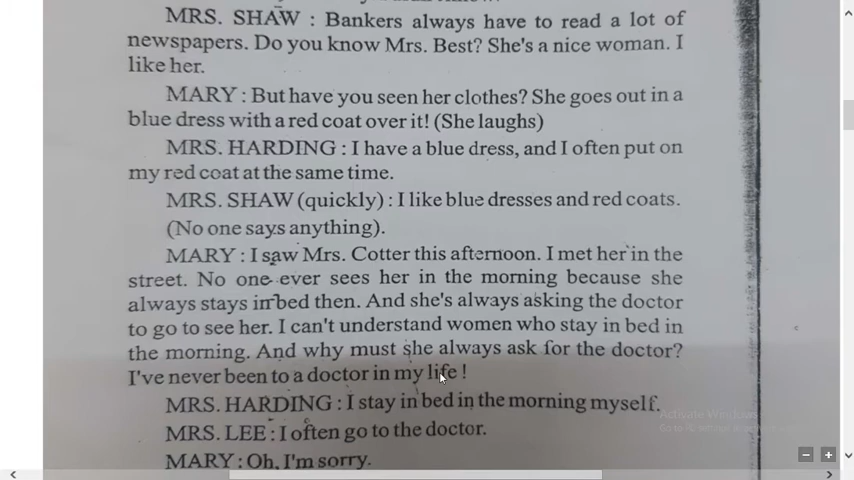 MRS. SHAW : Bankers always have to read a lot of
newspapers. Do you know Mrs. Best? She's a nice woman. I
like her.
MARY : But have you seen her clothes? She goes out in a
blue dress with a red coat over it! (She laughs)
MRS. HARDING : I have a blue dress, and I often put on
my red coat at the same time.
MRS. SHAW (quickly) : I like blue dresses and red coats.
(No one says anything).
MARY : I saw Mrs. Cotter this afternoon. I met her in the
street. No one ever sees her in the morning because she
always stays in bed then. And she's always asking the doctor
to go to see her. I can't understand women who stay in bed in
the morning. And why must she always ask for the doctor?
I've never been to a doctor in my life !
MRS. HARDING : I stay in bed in the morning myself.
Activate Windows
MRS. LEE : I often go to the doctor.
MARY : Oh, I'm sorry.